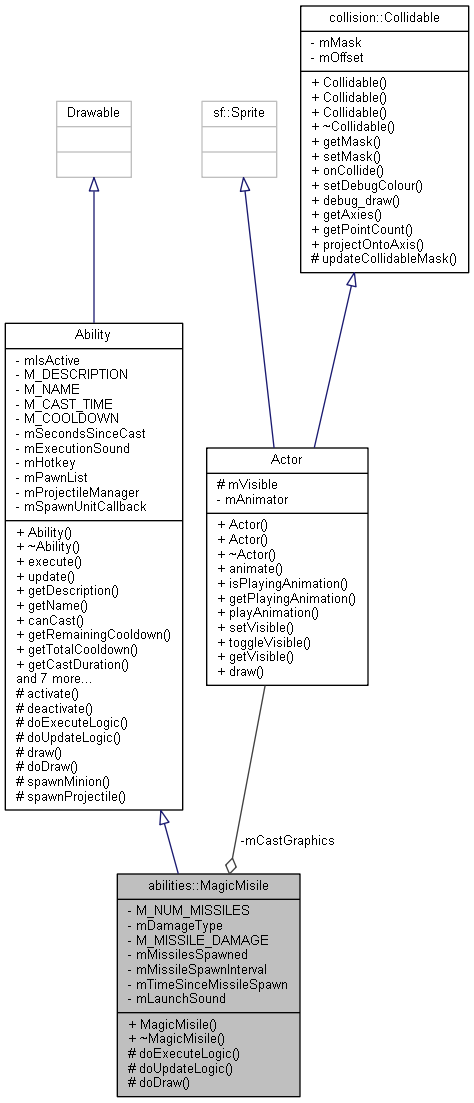 collision::Collidable
- mMask
- mOffset
+ Collidable()
+ Collidable()
+ Collidable()
+ ~Collidable()
+ getMask()
+ setMask()
+ onCollide()
+ setDebugColour()
+ debug_draw()
+ getAxies()
+ getPointCount()
+ projectOntoAxis()
# updateCollidableMask()
Drawable
sf::Sprite
Ability
- mIsActive
- M_DESCRIPTION
- M_NAME
- M_CAST_TIME
- M_COOLDOWN
- mSecondsSinceCast
- mExecutionSound
- mHotkey
- mPawnList
- mProjectileManager
- mSpawnUnitCallback
+ Ability()
+ ~Ability()
+ execute()
+ update()
+ getDescription()
+ getName()
+ canCast()
+ getRemainingCooldown()
+ getTotalCooldown()
+ getCastDuration()
and 7 more...
# activate()
# deactivate()
# doExecuteLogic()
# doUpdateLogic()
# draw()
# doDraw()
# spawnMinion()
# spawnProjectile()
Actor
# mVisible
- mAnimator
+ Actor()
+ Actor()
+ ~Actor()
+ animate()
+ isPlayingAnimation()
+ getPlayingAnimation()
+ playAnimation()
+ setVisible()
+ toggleVisible()
+ getVisible()
+ draw()
-mCastGraphics
abilities::MagicMisile
- M_NUM_MISSILES
- mDamageType
- M_MISSILE_DAMAGE
- mMissilesSpawned
- mMissileSpawnInterval
- mTimeSinceMissileSpawn
- mLaunchSound
+ MagicMisile()
+ ~MagicMisile()
# doExecuteLogic()
# doUpdateLogic()
# doDraw()